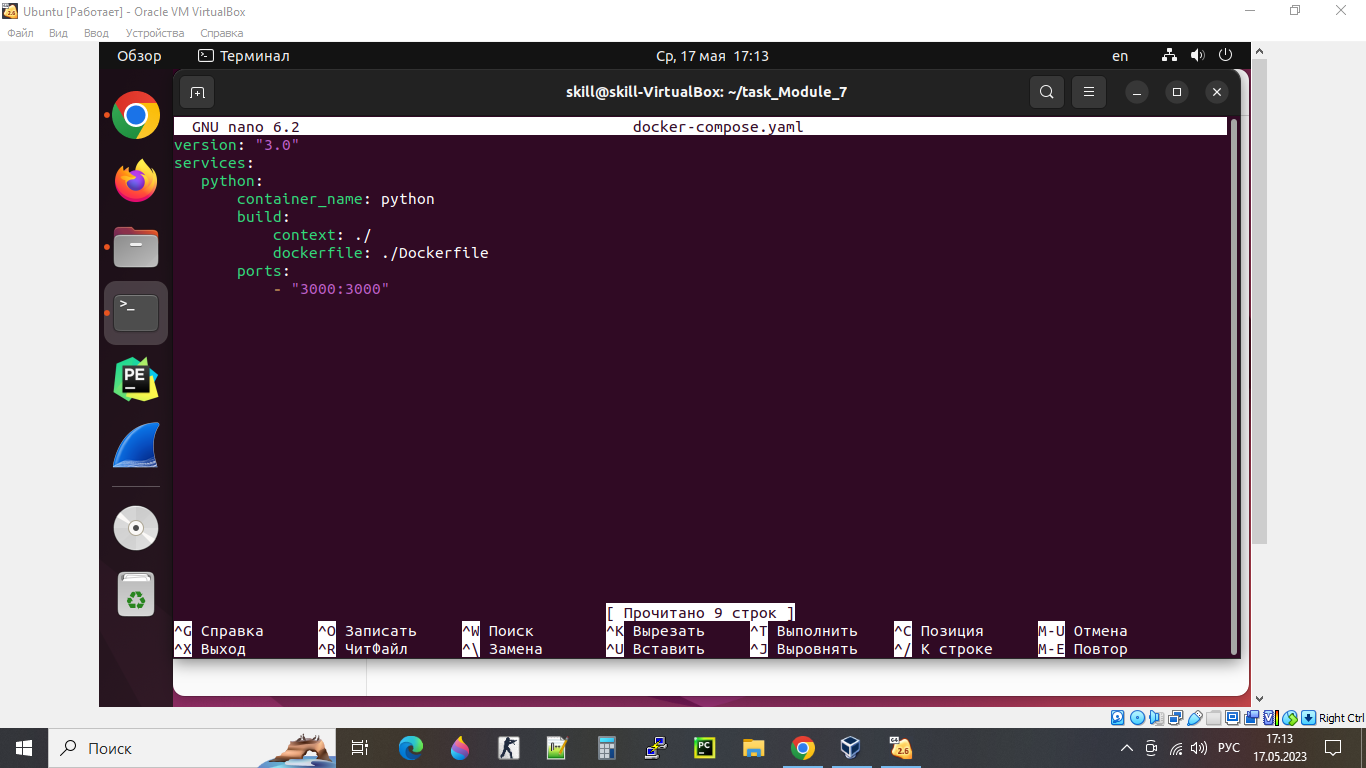 Ubuntu [Работает] - Oracle VM VirtualBox
Файл Вид Ввод Устройства Справка
Обзор Терминал Ср, 17 мая 17:13 en
skill@skill-VirtualBox: ~/task_Module_7
GNU nano 6.2 docker-compose.yaml
version: "3.0"
services:
   python:
       container_name: python
       build:
           context: ./
           dockerfile: ./Dockerfile
       ports:
           - "3000:3000"
[ Прочитано 9 строк ]
^G Справка ^O Записать ^W Поиск ^K Вырезать ^T Выполнить ^C Позиция M-U Отмена
^X Выход ^R ЧитФайл ^\ Замена ^U Вставить ^J Выровнять ^/ К строке M-E Повтор
Right Ctrl
Поиск РУС 17:13
17.05.2023